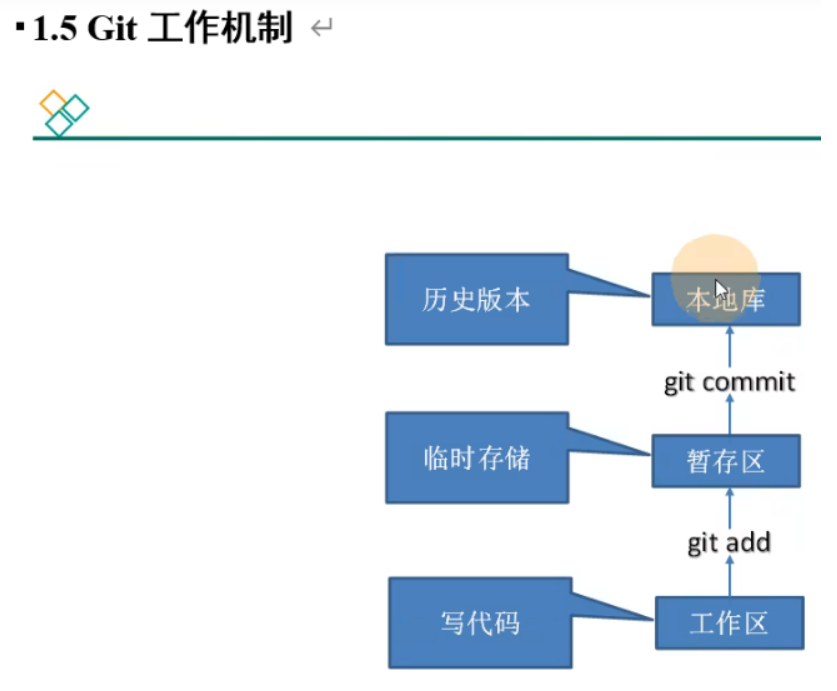 ▪1.5 Git 工作机制 ↵
历史版本
本地库
git commit
临时存储
暂存区
git add
写代码
工作区